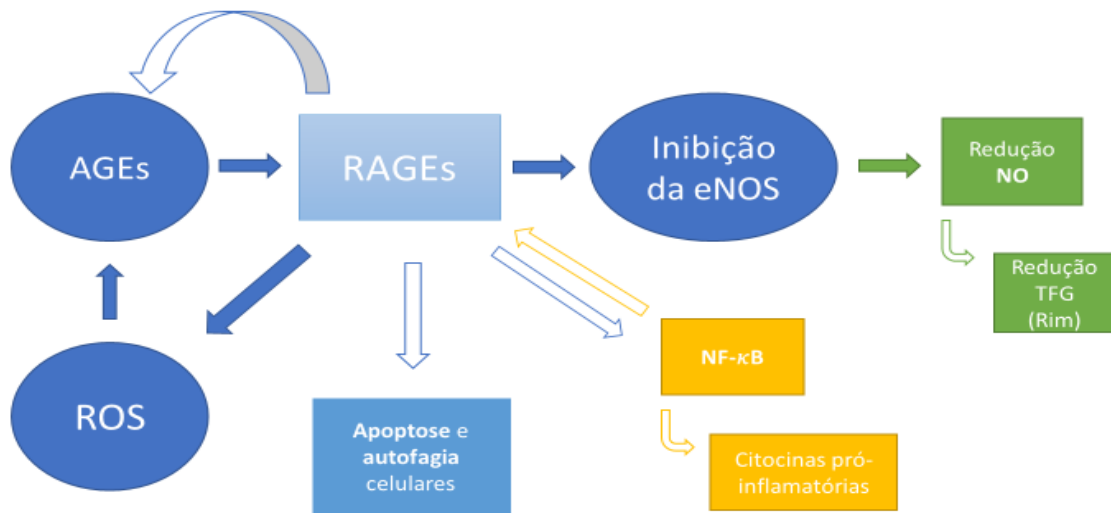 AGEs
RAGEs
Inibição
da eNOS
Redução
NO
Redução
TFG
(Rim)
ROS
NF-κB
Apoptose e
autofagia
celulares
Citocinas pró-
inflamatórias